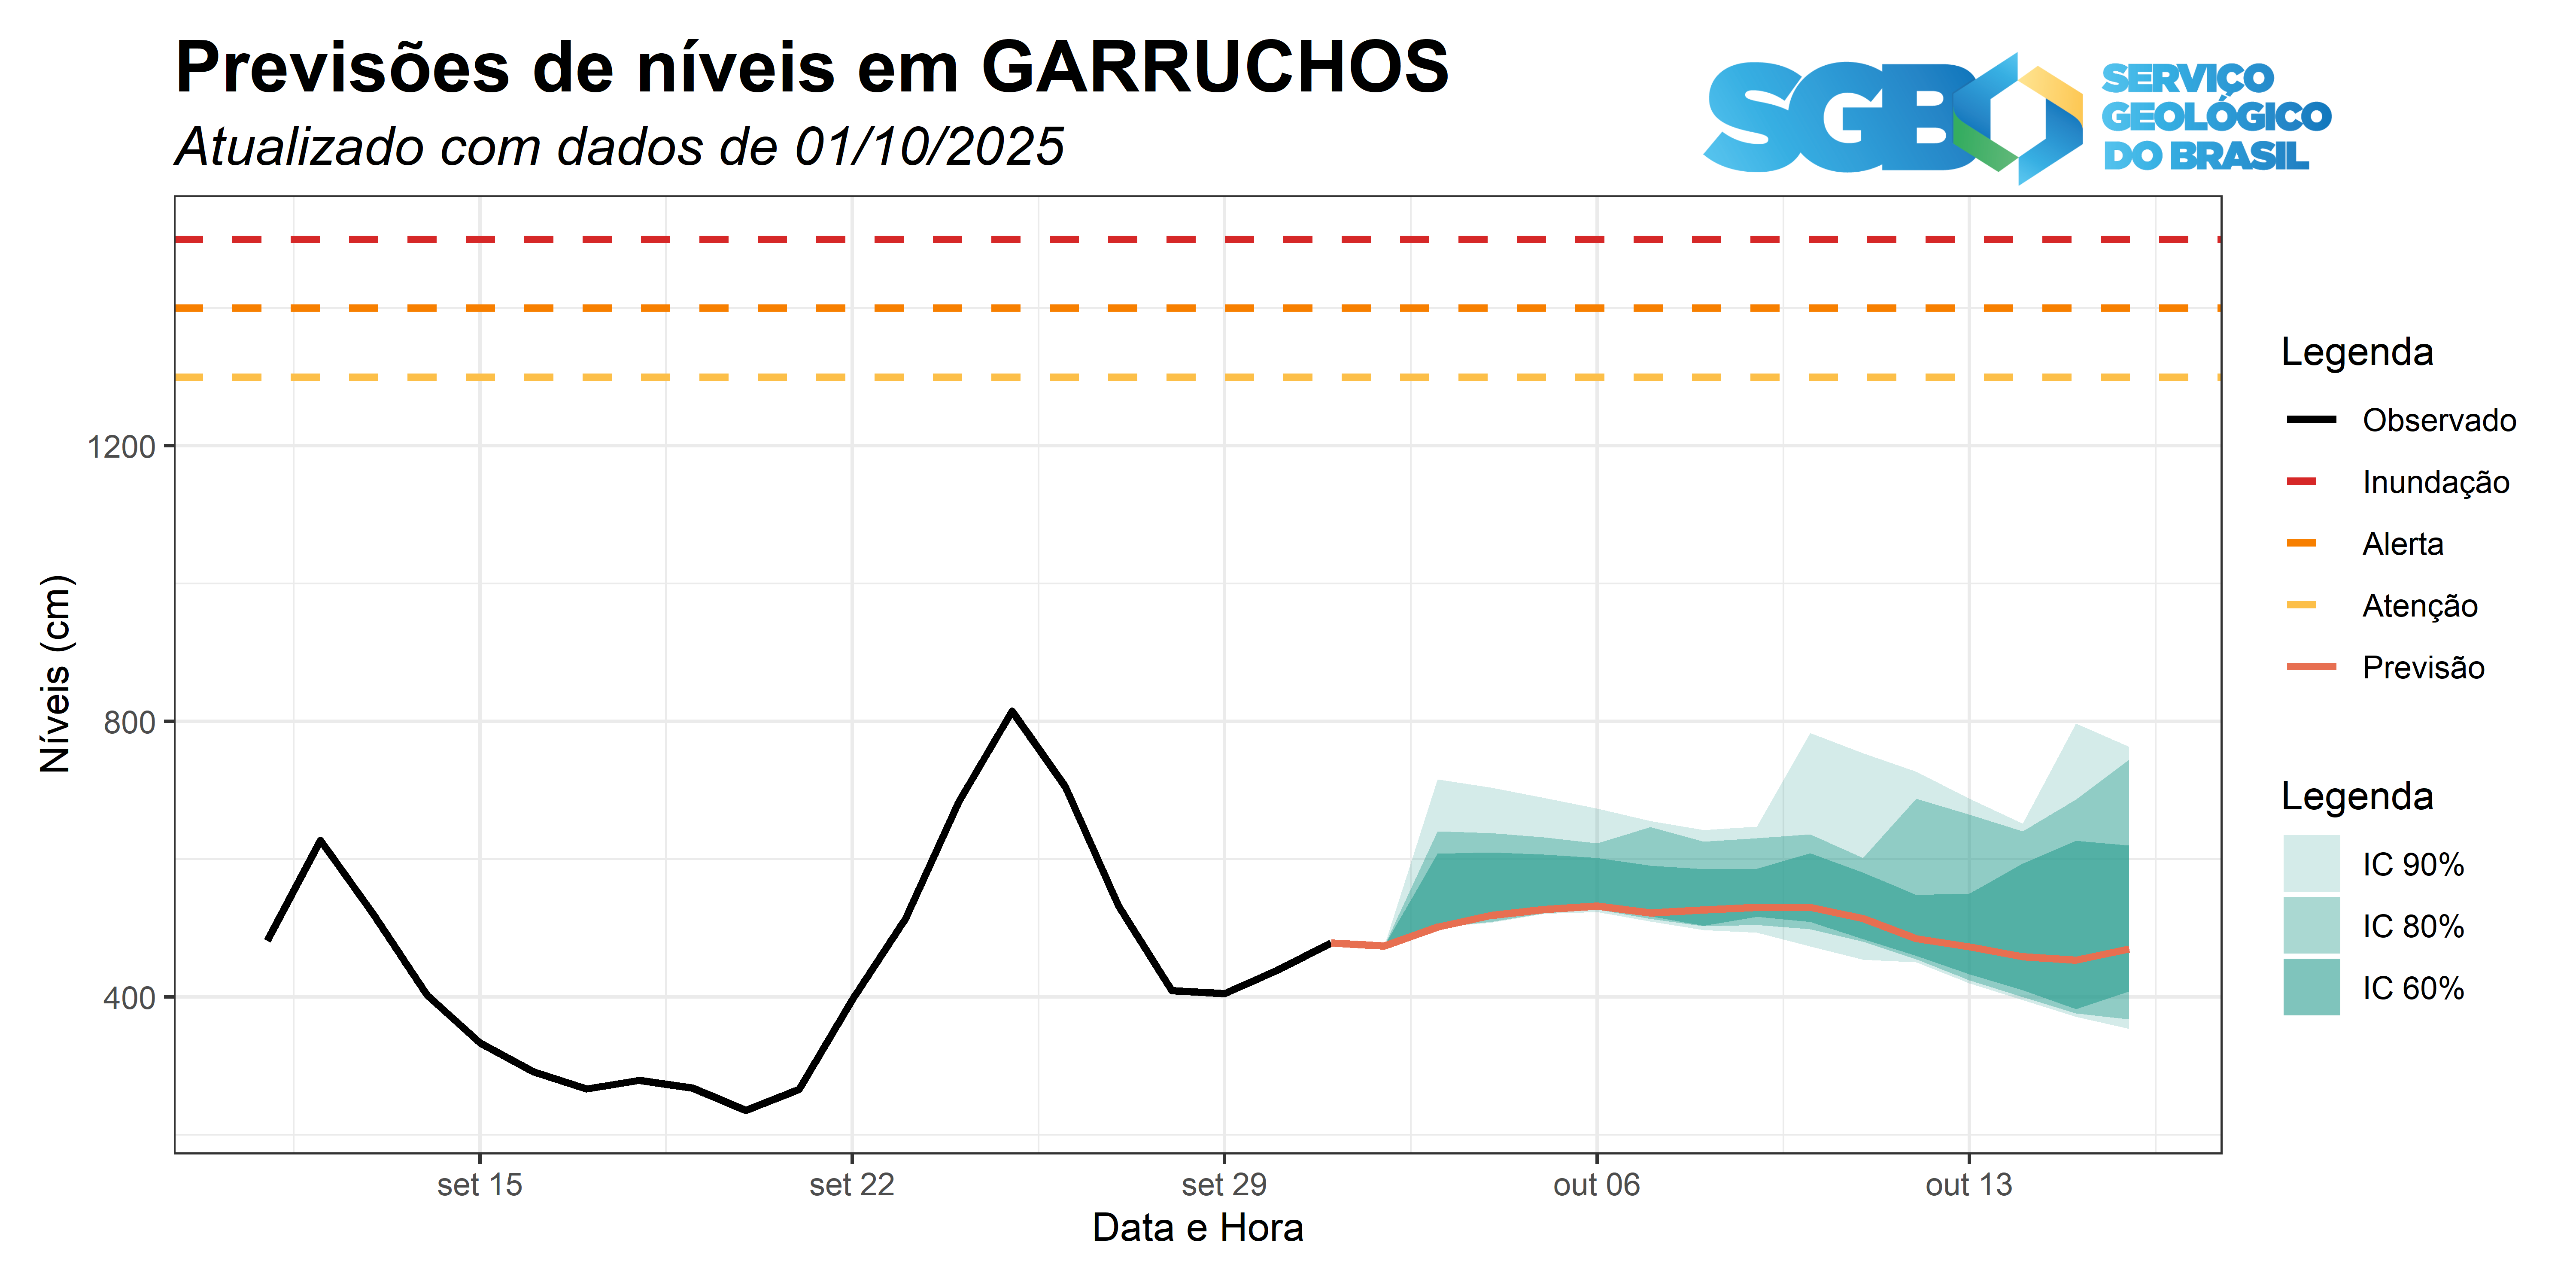 Previsões de níveis em GARRUCHOS
Atualizado com dados de 01/10/2025
SGB
SERVIÇO
GEOLÓGICO
DO BRASIL
Níveis (cm)
1200
800
400
set 15
set 22
set 29
out 06
out 13
Data e Hora
Legenda
Observado
Inundação
Alerta
Atenção
Previsão
Legenda
IC 90%
IC 80%
IC 60%